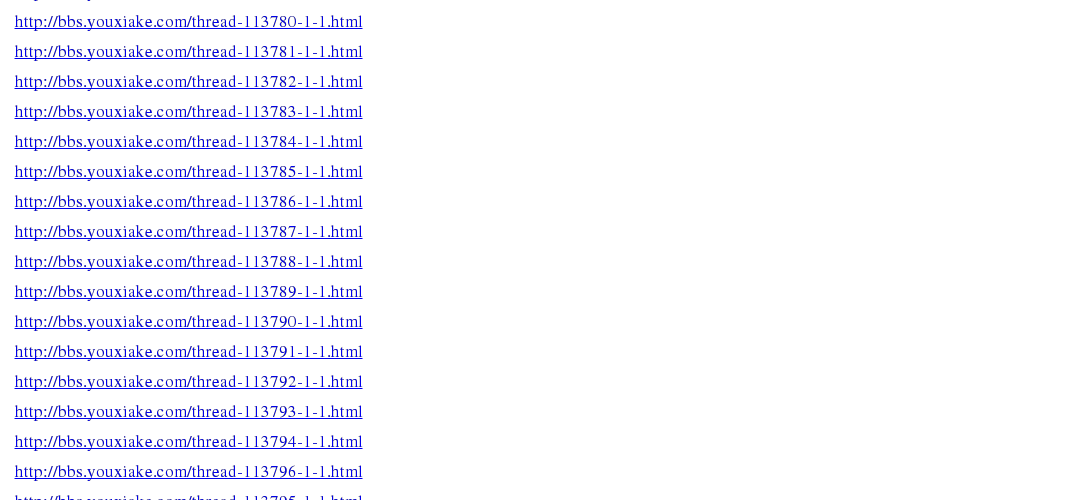 http://bbs.youxiake.com/thread-113780-1-1.html
http://bbs.youxiake.com/thread-113781-1-1.html
http://bbs.youxiake.com/thread-113782-1-1.html
http://bbs.youxiake.com/thread-113783-1-1.html
http://bbs.youxiake.com/thread-113784-1-1.html
http://bbs.youxiake.com/thread-113785-1-1.html
http://bbs.youxiake.com/thread-113786-1-1.html
http://bbs.youxiake.com/thread-113787-1-1.html
http://bbs.youxiake.com/thread-113788-1-1.html
http://bbs.youxiake.com/thread-113789-1-1.html
http://bbs.youxiake.com/thread-113790-1-1.html
http://bbs.youxiake.com/thread-113791-1-1.html
http://bbs.youxiake.com/thread-113792-1-1.html
http://bbs.youxiake.com/thread-113793-1-1.html
http://bbs.youxiake.com/thread-113794-1-1.html
http://bbs.youxiake.com/thread-113796-1-1.html